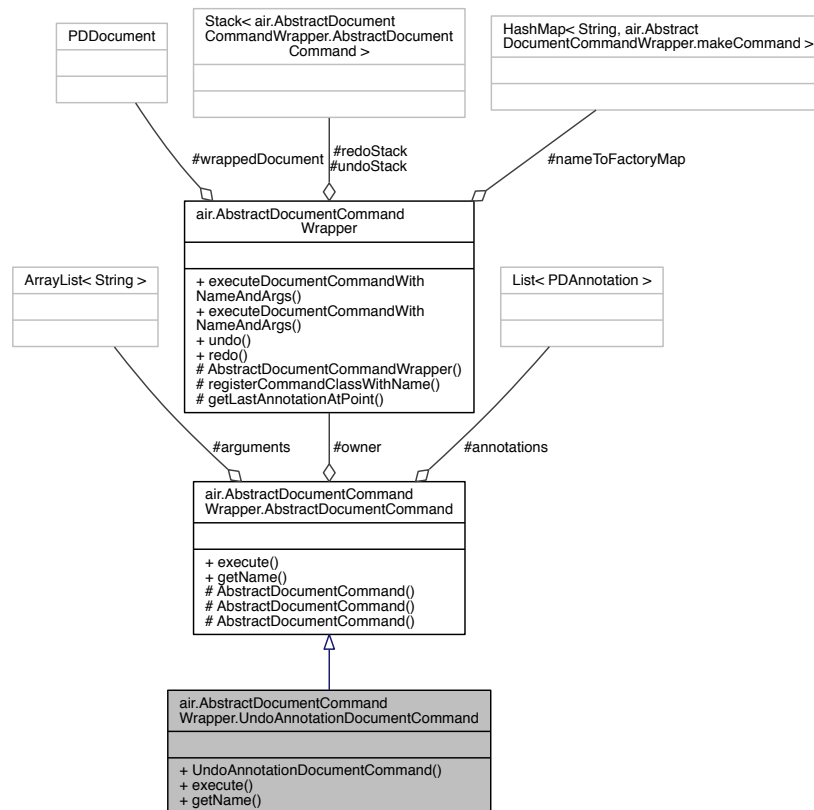 PDDocument
Stack< air.AbstractDocument
CommandWrapper.AbstractDocument
Command >
HashMap< String, air.Abstract
DocumentCommandWrapper.makeCommand >
#wrappedDocument
#redoStack
#undoStack
#nameToFactoryMap
air.AbstractDocumentCommand
Wrapper
+ executeDocumentCommandWith
NameAndArgs()
+ executeDocumentCommandWith
NameAndArgs()
+ undo()
+ redo()
# AbstractDocumentCommandWrapper()
# registerCommandClassWithName()
# getLastAnnotationAtPoint()
ArrayList< String >
List< PDAnnotation >
#arguments
#owner
#annotations
air.AbstractDocumentCommand
Wrapper.AbstractDocumentCommand
+ execute()
+ getName()
# AbstractDocumentCommand()
# AbstractDocumentCommand()
# AbstractDocumentCommand()
air.AbstractDocumentCommand
Wrapper.UndoAnnotationDocumentCommand
+ UndoAnnotationDocumentCommand()
+ execute()
+ getName()